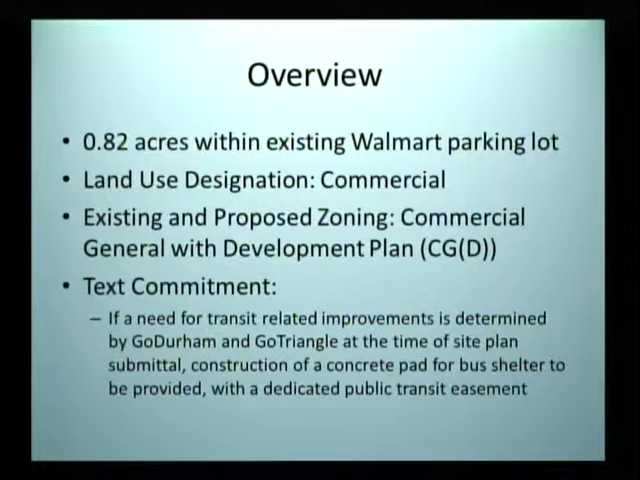 Overview
• 0.82 acres within existing Walmart parking lot
• Land Use Designation: Commercial
• Existing and Proposed Zoning: Commercial
General with Development Plan (CG(D))
• Text Commitment:
– If a need for transit related improvements is determined
by GoDurham and GoTriangle at the time of site plan
submittal, construction of a concrete pad for bus shelter to
be provided, with a dedicated public transit easement